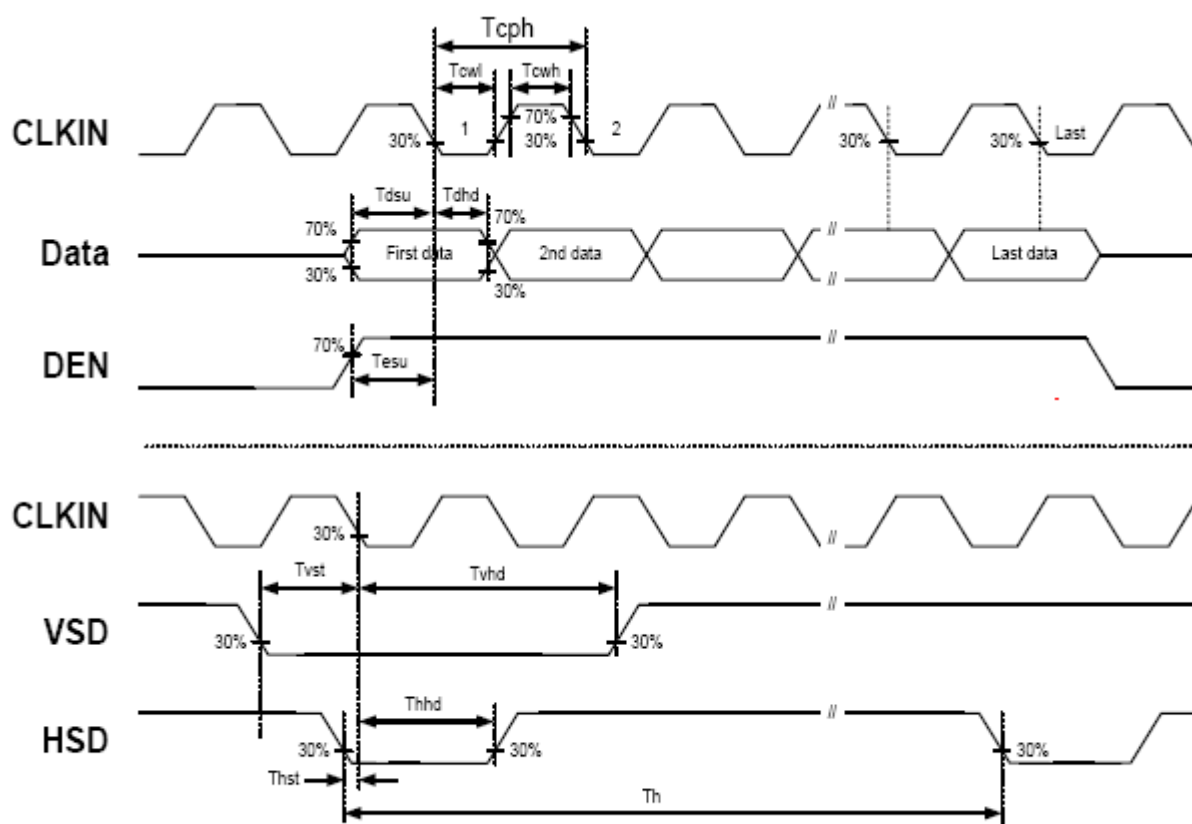 Tcph
Tcwl Tcwh
CLKIN 30% 1 70% 30% 2 // 30% 30% Last
Tdsu Tdhd
70% 70%
Data First data 2nd data // Last data
30% 30%
DEN 70% Tesu //
CLKIN 30% //
Tvst Tvhd
VSD 30% 30% //
Thhd
HSD 30% 30% // 30%
Thst
Th